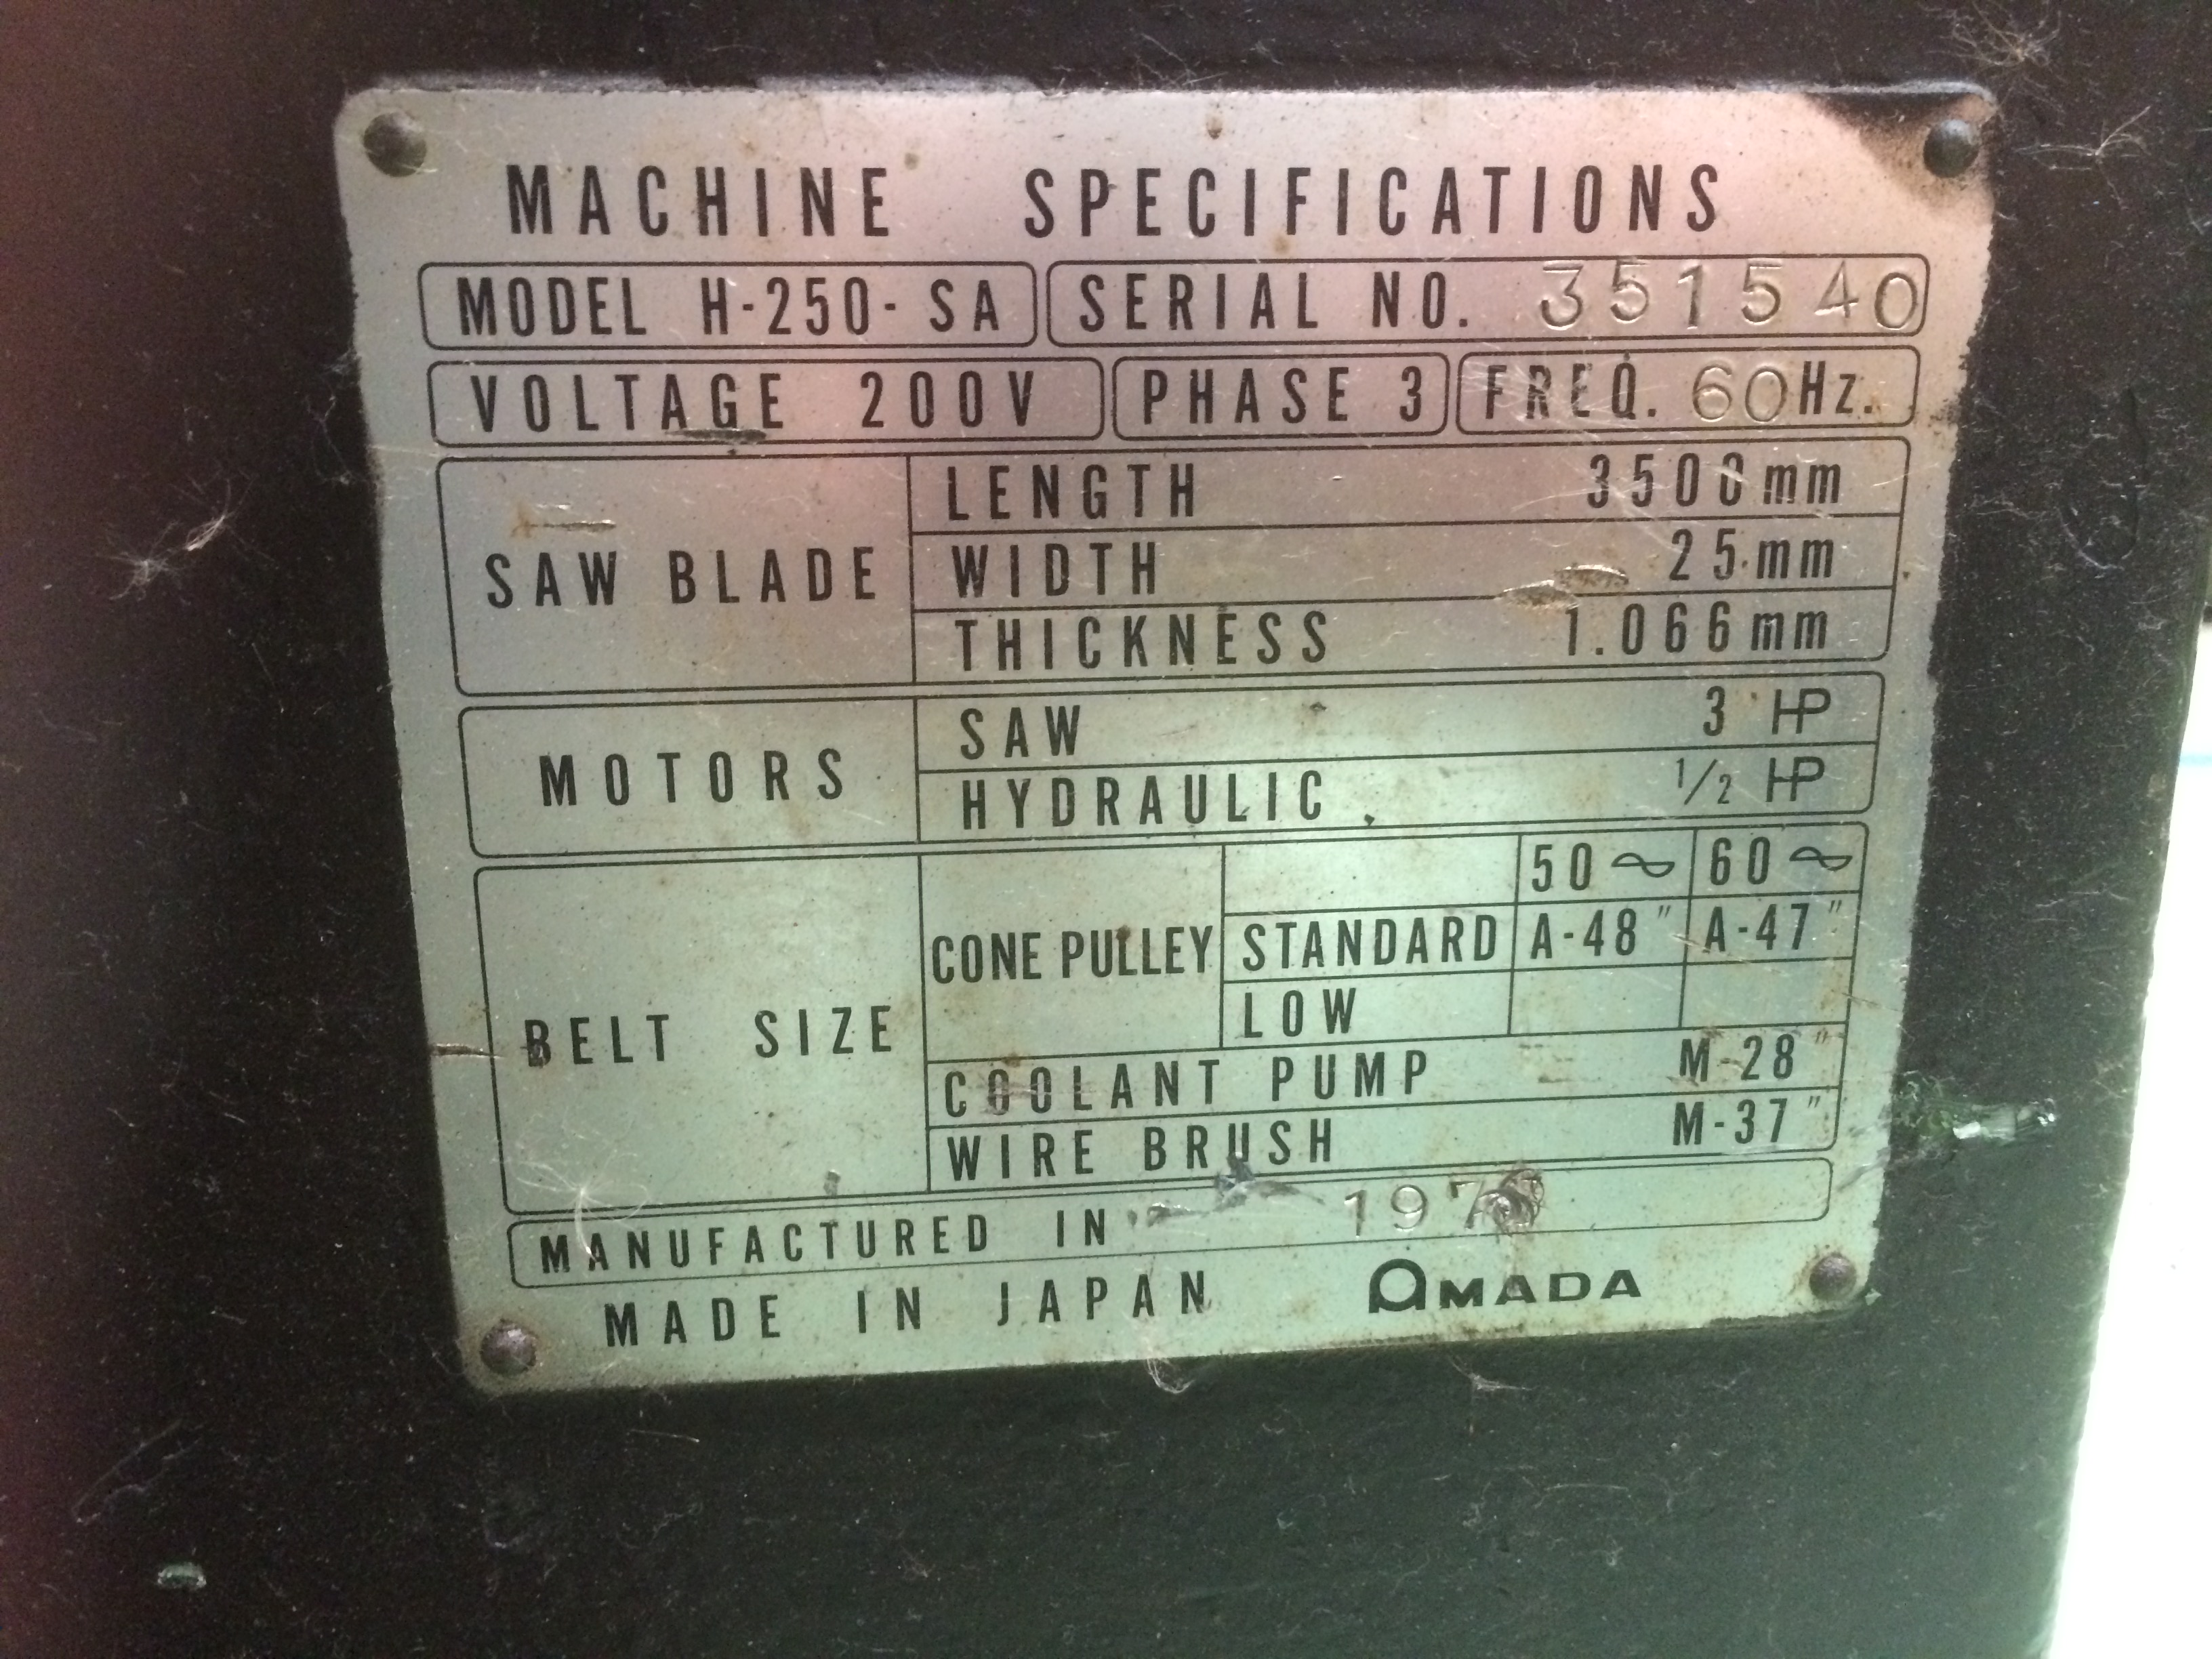 MACHINE SPECIFICATIONS
MODEL H-250-SA SERIAL NO. 351540
VOLTAGE 200V PHASE 3 FREQ. 60Hz.
SAW BLADE
LENGTH 3500mm
WIDTH 25mm
THICKNESS 1.066mm
MOTORS
SAW 3 HP
HYDRAULIC 1/2 HP
BELT SIZE
CONE PULLEY
50~ 60~
STANDARD A-48" A-47"
LOW
COOLANT PUMP M-28"
WIRE BRUSH M-37"
MANUFACTURED IN
MADE IN JAPAN AMADA